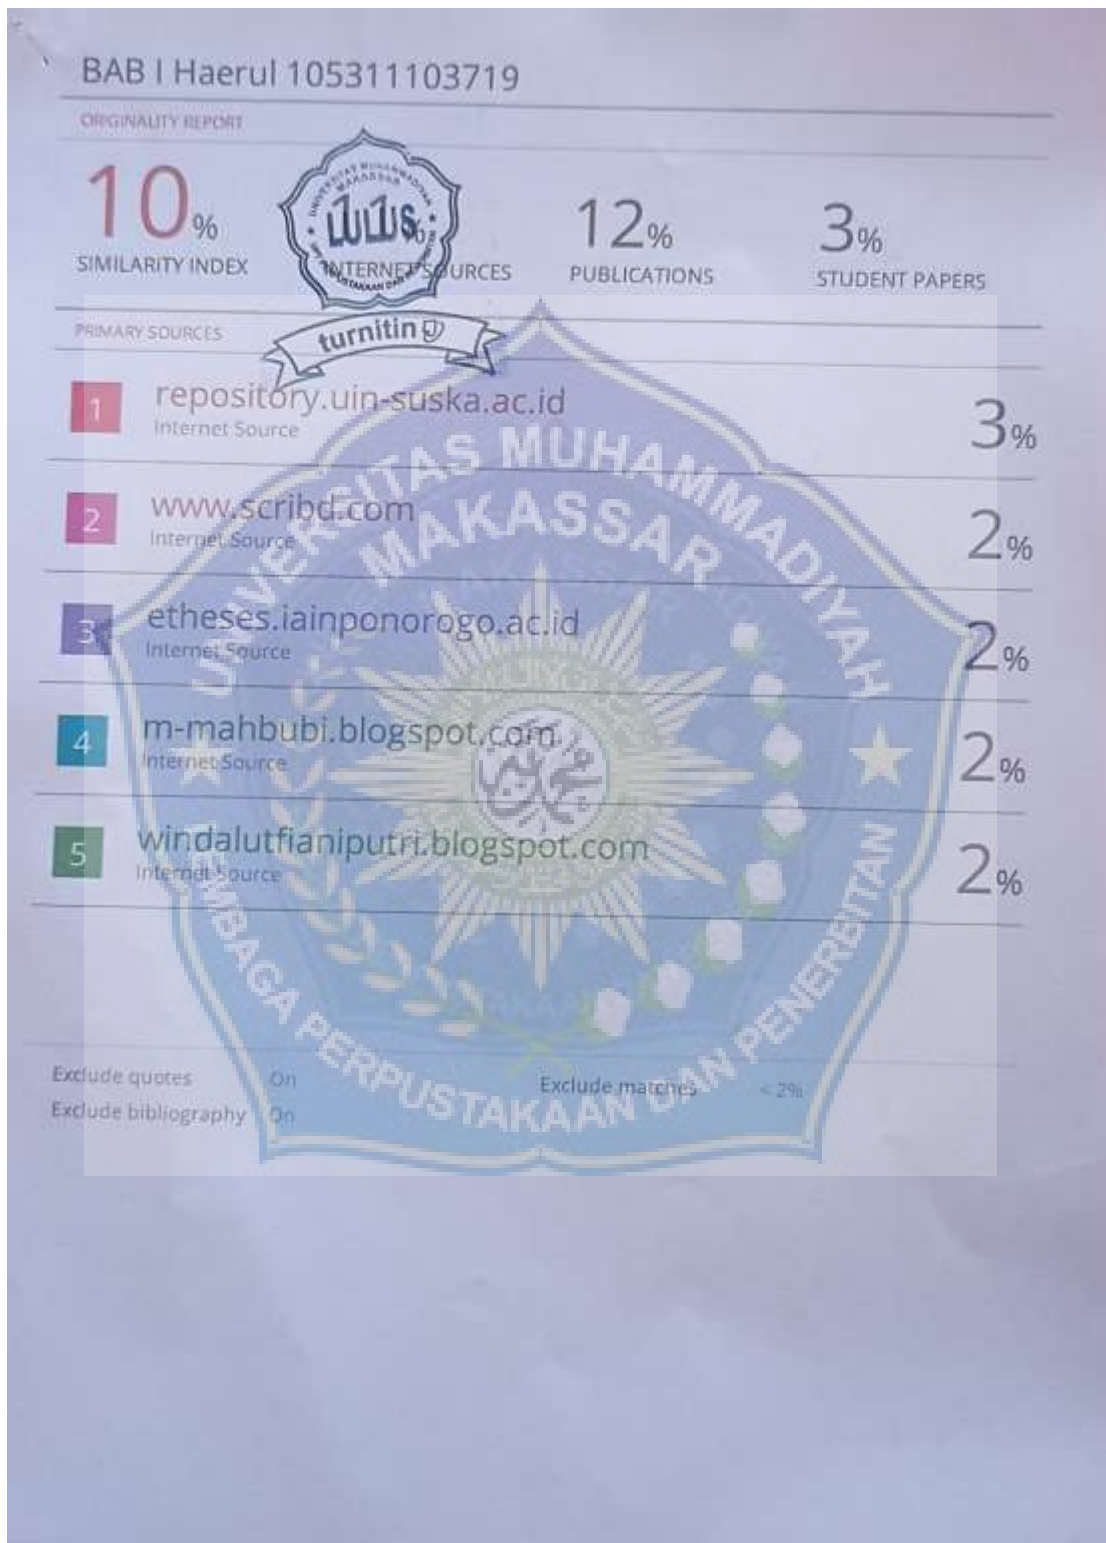 BAB I Haerul 105311103719
ORIGINALITY REPORT
10%
SIMILARITY INDEX
UNIVERSITAS MUHAMMADIYAH
MAKASSAR
LULUS
%
INTERNET SOURCES
12%
PUBLICATIONS
3%
STUDENT PAPERS
turnitin
PRIMARY SOURCES
1
repository.uin-suska.ac.id
Internet Source
3%
2
www.scribd.com
Internet Source
2%
3
etheses.iainponorogo.ac.id
Internet Source
2%
4
m-mahbubi.blogspot.com
Internet Source
2%
5
windalutfianiputri.blogspot.com
Internet Source
2%
Exclude quotes On
Exclude matches < 2%
Exclude bibliography On
UNIVERSITAS MUHAMMADIYAH
MAKASSAR
LEMBAGA PERPUSTAKAAN DAN PENERBITAN